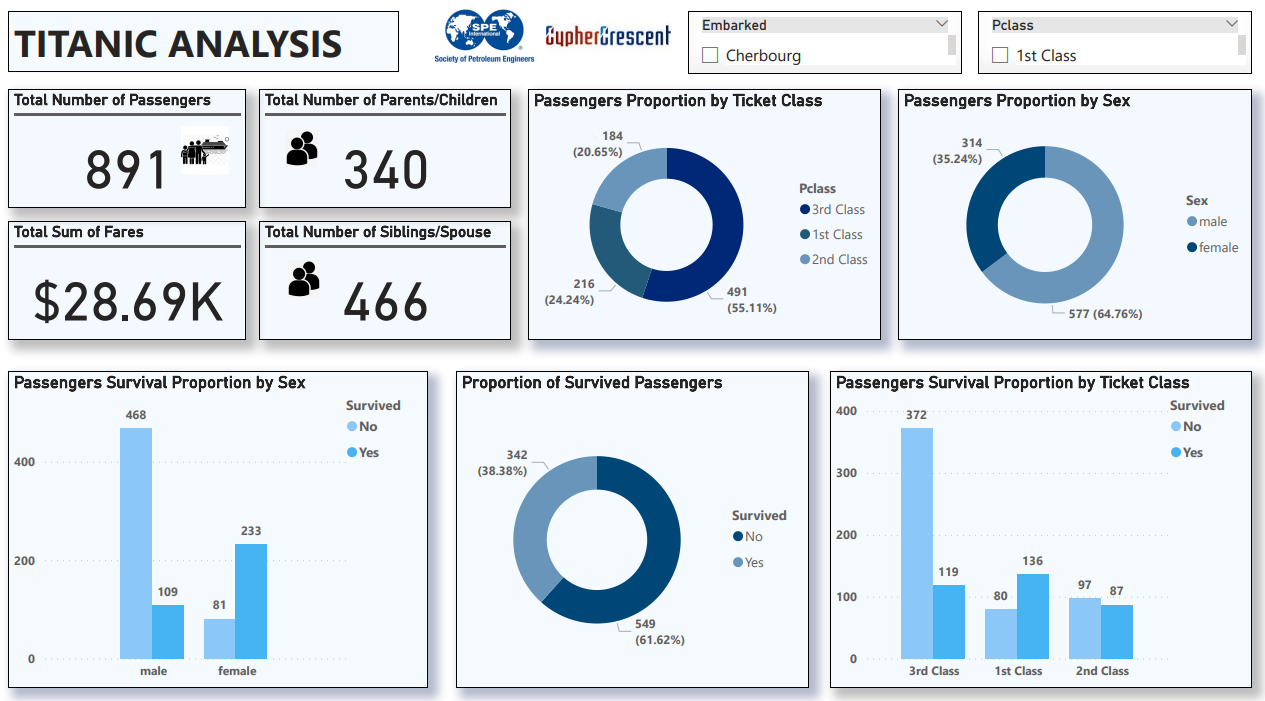 TITANIC ANALYSIS
SPE
International
Society of Petroleum Engineers
CypherCrescent
Embarked
Cherbourg
Pclass
1st Class
Total Number of Passengers
891
Total Number of Parents/Children
340
Total Sum of Fares
$28.69K
Total Number of Siblings/Spouse
466
Passengers Proportion by Ticket Class
184
(20.65%)
216
(24.24%)
491
(55.11%)
Pclass
3rd Class
1st Class
2nd Class
Passengers Proportion by Sex
314
(35.24%)
577 (64.76%)
Sex
male
female
Passengers Survival Proportion by Sex
Survived
No
Yes
400
200
0
468
109
81
233
male
female
Proportion of Survived Passengers
342
(38.38%)
549
(61.62%)
Survived
No
Yes
Passengers Survival Proportion by Ticket Class
Survived
No
Yes
400
300
200
100
0
372
119
80
136
97
87
3rd Class
1st Class
2nd Class